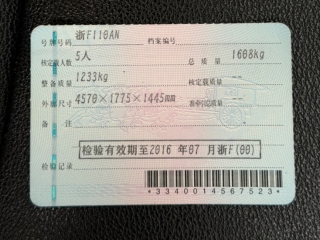 号牌号码 浙F110AN 档案编号
核定载人数 5人 总质量 1608kg
整备质量 1233kg 核定载质量 --
外廓尺寸 4570×1775×1445mm 准牵引总质量 --
备注
检验有效期至2016年07月浙F(00)
检验记录
*3340014567523*